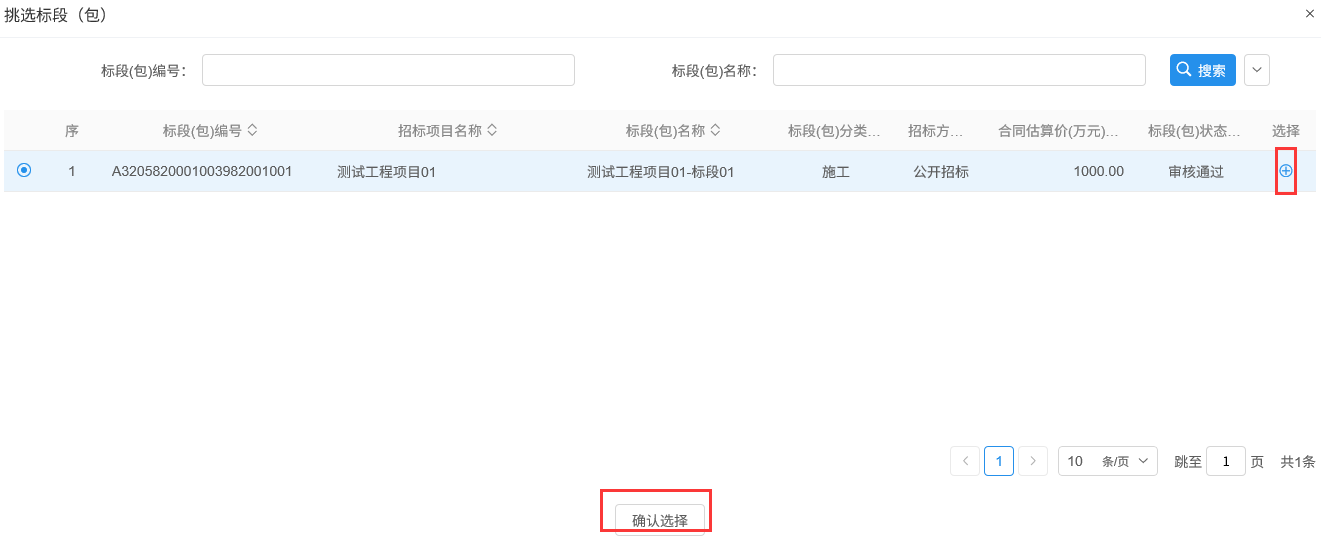 挑选标段（包）
标段(包)编号： 标段(包)名称： 搜索
序 标段(包)编号 招标项目名称 标段(包)名称 标段(包)分类... 招标方... 合同估算价(万元)... 标段(包)状态... 选择
1 A3205820001003982001001 测试工程项目01 测试工程项目01-标段01 施工 公开招标 1000.00 审核通过
1 10 条/页 跳至 1 页 共1条
确认选择